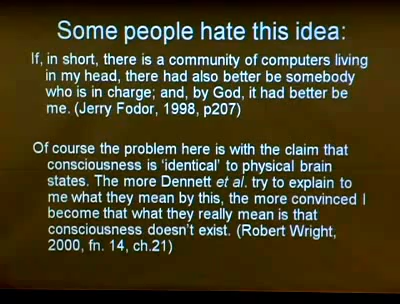 Some people hate this idea:
If, in short, there is a community of computers living
in my head, there had also better be somebody
who is in charge; and, by God, it had better be
me. (Jerry Fodor, 1998, p207)
Of course the problem here is with the claim that
consciousness is ‘identical’ to physical brain
states. The more Dennett et al. try to explain to
me what they mean by this, the more convinced I
become that what they really mean is that
consciousness doesn’t exist. (Robert Wright,
2000, fn. 14, ch.21)